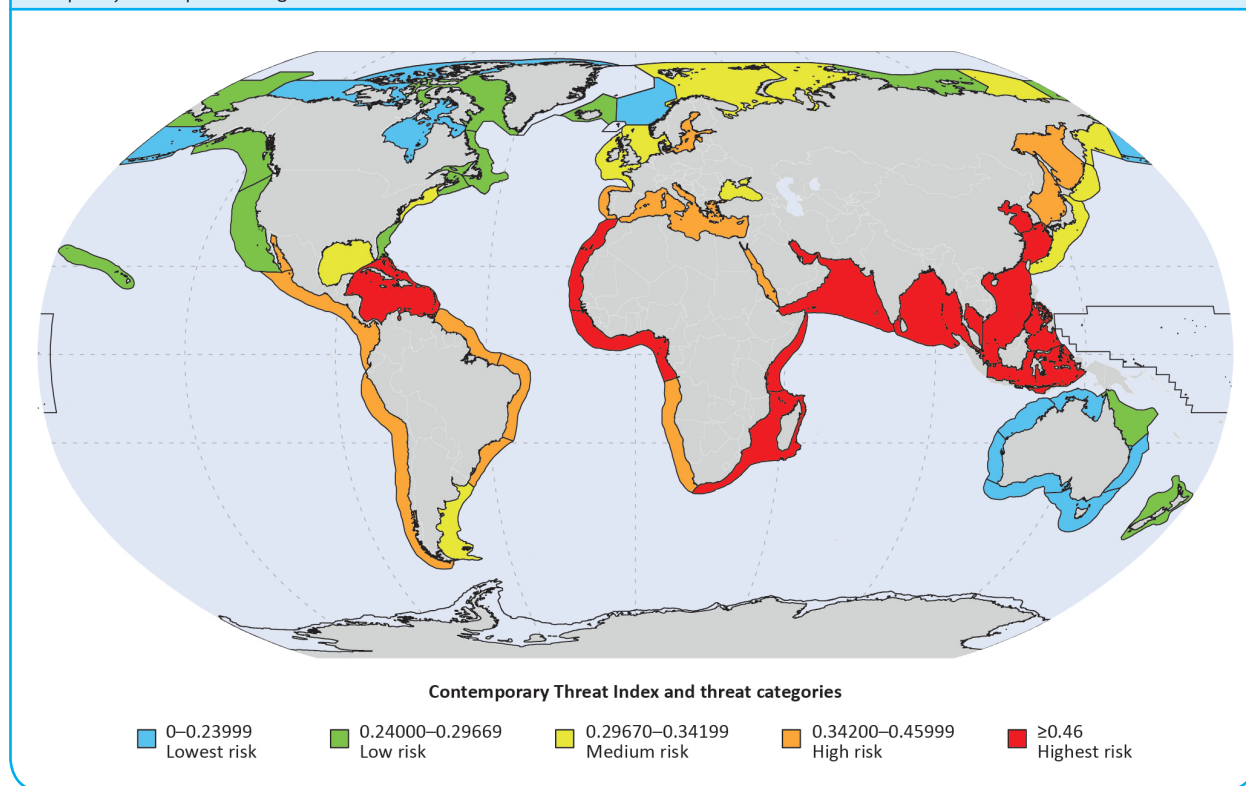 Contemporary Threat Index and threat categories
0–0.23999
Lowest risk
0.24000–0.29669
Low risk
0.29670–0.34199
Medium risk
0.34200–0.45999
High risk
≥0.46
Highest risk